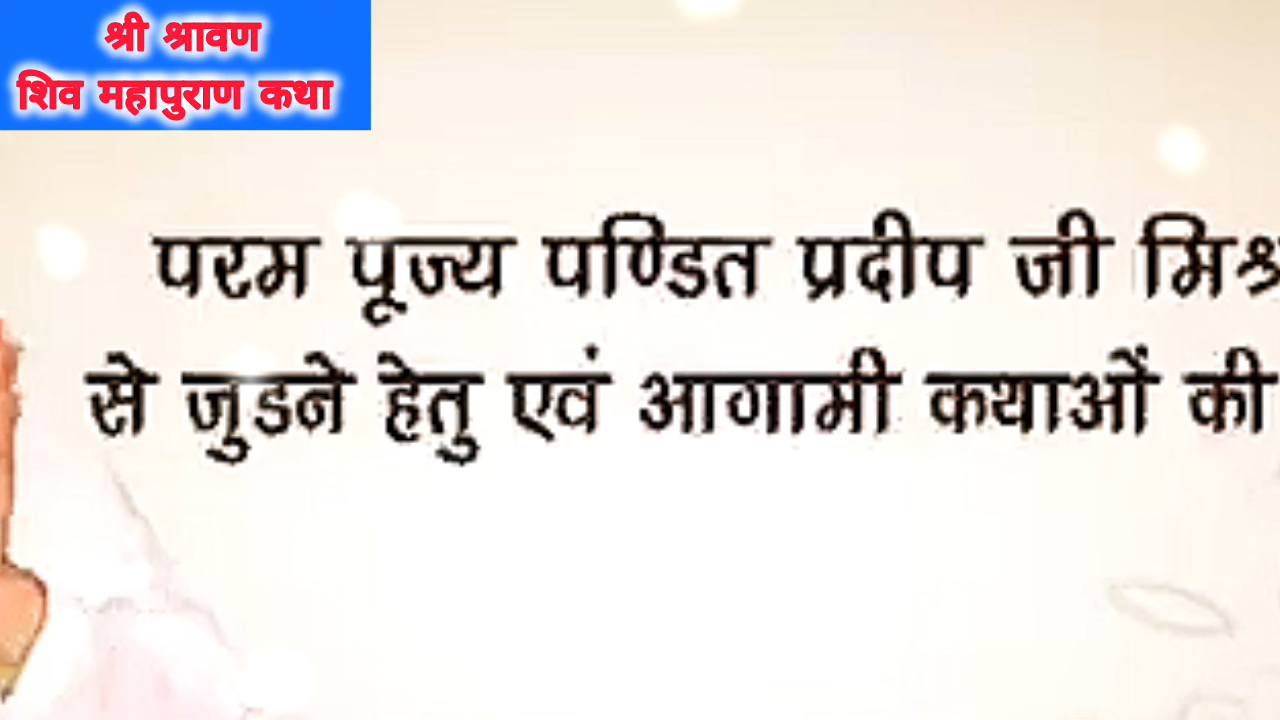 श्री श्रावण
शिव महापुराण कथा
परम पूज्य पण्डित प्रदीप जी मिश्र
से जुडने हेतु एवं आगामी कथाओं की